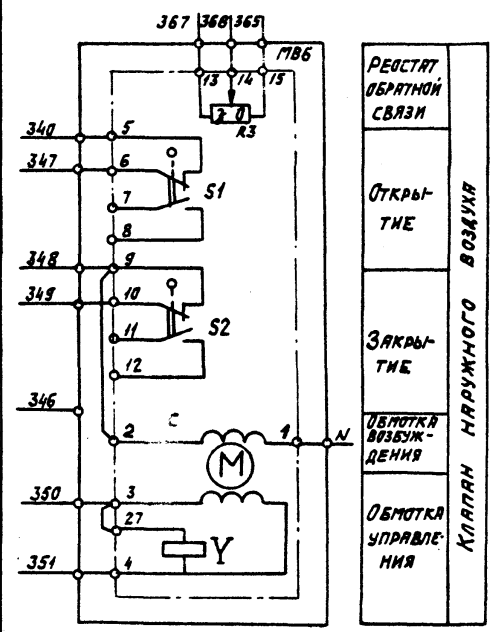 367 368 365
МВ6
13 14 15
R3
340 5
347 6
S1
7
8
348 9
349 10
S2
11
12
346
2 С 1 N
М
350 3
27
Y
351 4
РЕОСТАТ
ОБРАТНОЙ
СВЯЗИ
ОТКРЫ-
ТИЕ
ЗАКРЫ-
ТИЕ
ОБМОТКА
ВОЗБУЖ-
ДЕНИЯ
ОБМОТКА
УПРАВЛЕ-
НИЯ
КЛАПАН НАРУЖНОГО ВОЗДУХА